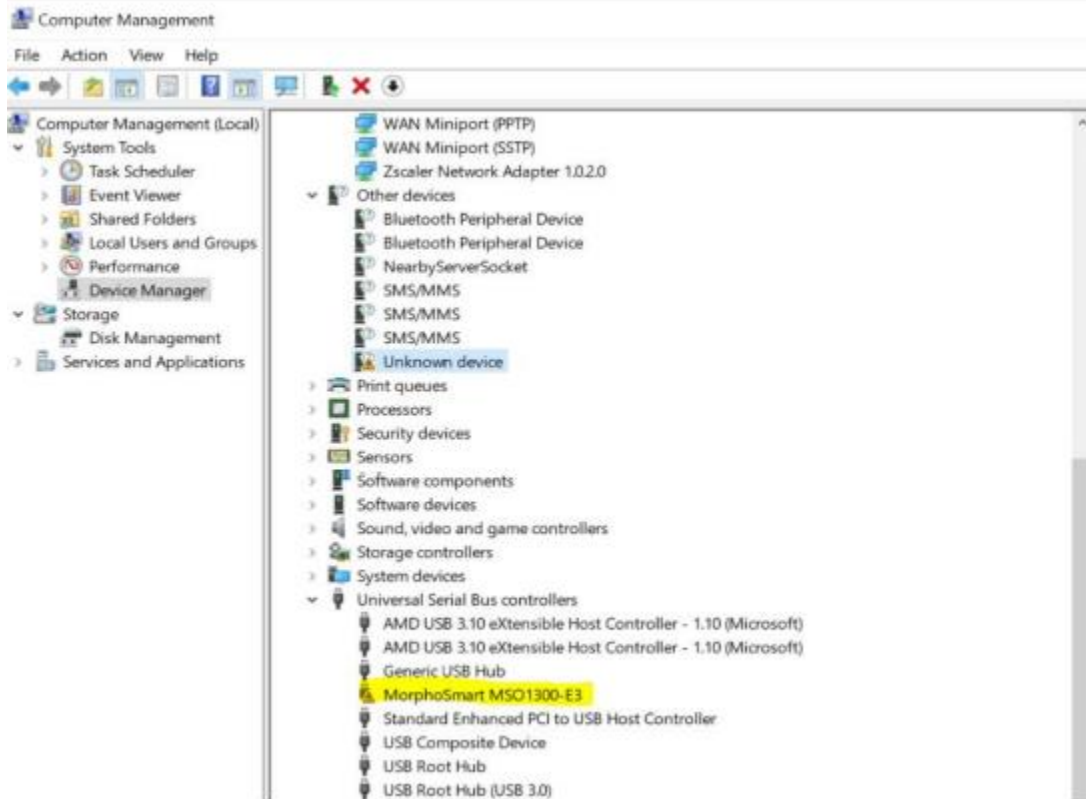 Computer Management
File Action View Help
Computer Management (Local)
System Tools
Task Scheduler
Event Viewer
Shared Folders
Local Users and Groups
Performance
Device Manager
Storage
Disk Management
Services and Applications
WAN Miniport (PPTP)
WAN Miniport (SSTP)
Zscaler Network Adapter 1.0.2.0
Other devices
Bluetooth Peripheral Device
Bluetooth Peripheral Device
NearbyServerSocket
SMS/MMS
SMS/MMS
SMS/MMS
Unknown device
Print queues
Processors
Security devices
Sensors
Software components
Software devices
Sound, video and game controllers
Storage controllers
System devices
Universal Serial Bus controllers
AMD USB 3.10 eXtensible Host Controller - 1.10 (Microsoft)
AMD USB 3.10 eXtensible Host Controller - 1.10 (Microsoft)
Generic USB Hub
MorphoSmart MSO1300-E3
Standard Enhanced PCI to USB Host Controller
USB Composite Device
USB Root Hub
USB Root Hub (USB 3.0)